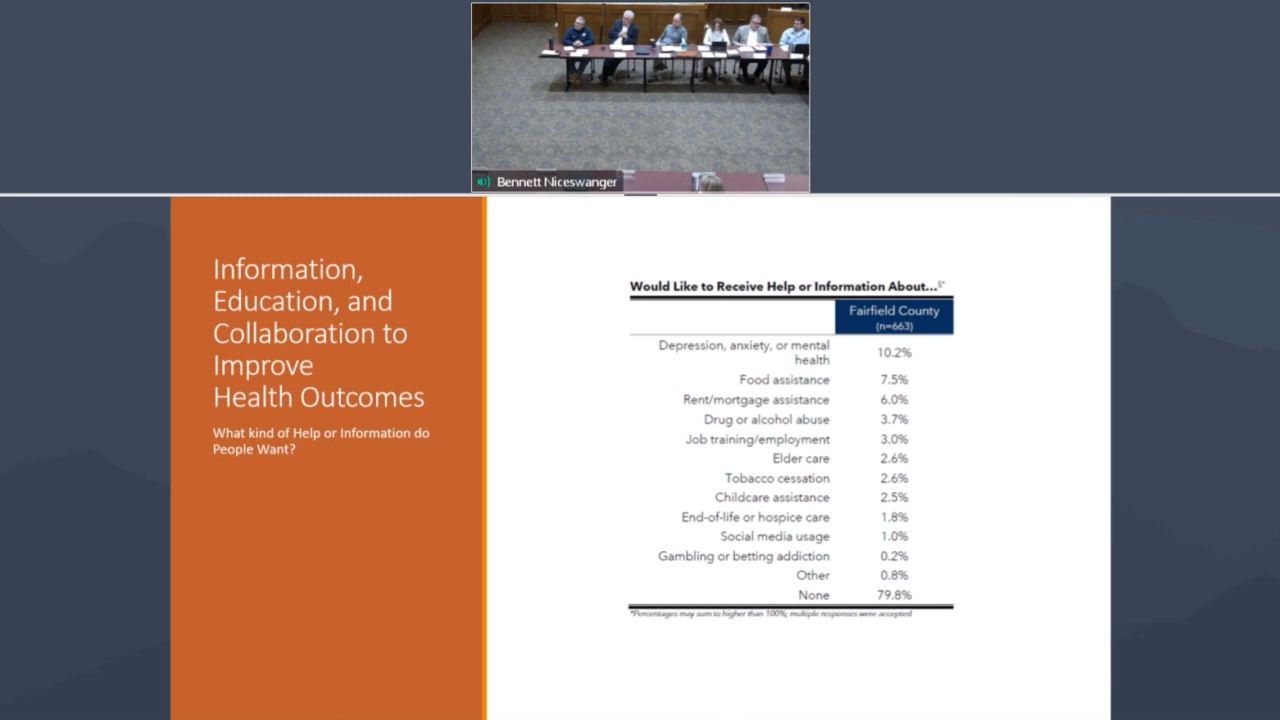 Bennett Niceswanger
Information,
Education, and
Collaboration to
Improve
Health Outcomes
What kind of Help or Information do
People Want?
Would Like to Receive Help or Information About...§*
Fairfield County
(n=663)
Depression, anxiety, or mental
health 10.2%
Food assistance 7.5%
Rent/mortgage assistance 6.0%
Drug or alcohol abuse 3.7%
Job training/employment 3.0%
Elder care 2.6%
Tobacco cessation 2.6%
Childcare assistance 2.5%
End-of-life or hospice care 1.8%
Social media usage 1.0%
Gambling or betting addiction 0.2%
Other 0.8%
None 79.8%
*Percentages may sum to higher than 100%; multiple responses were accepted